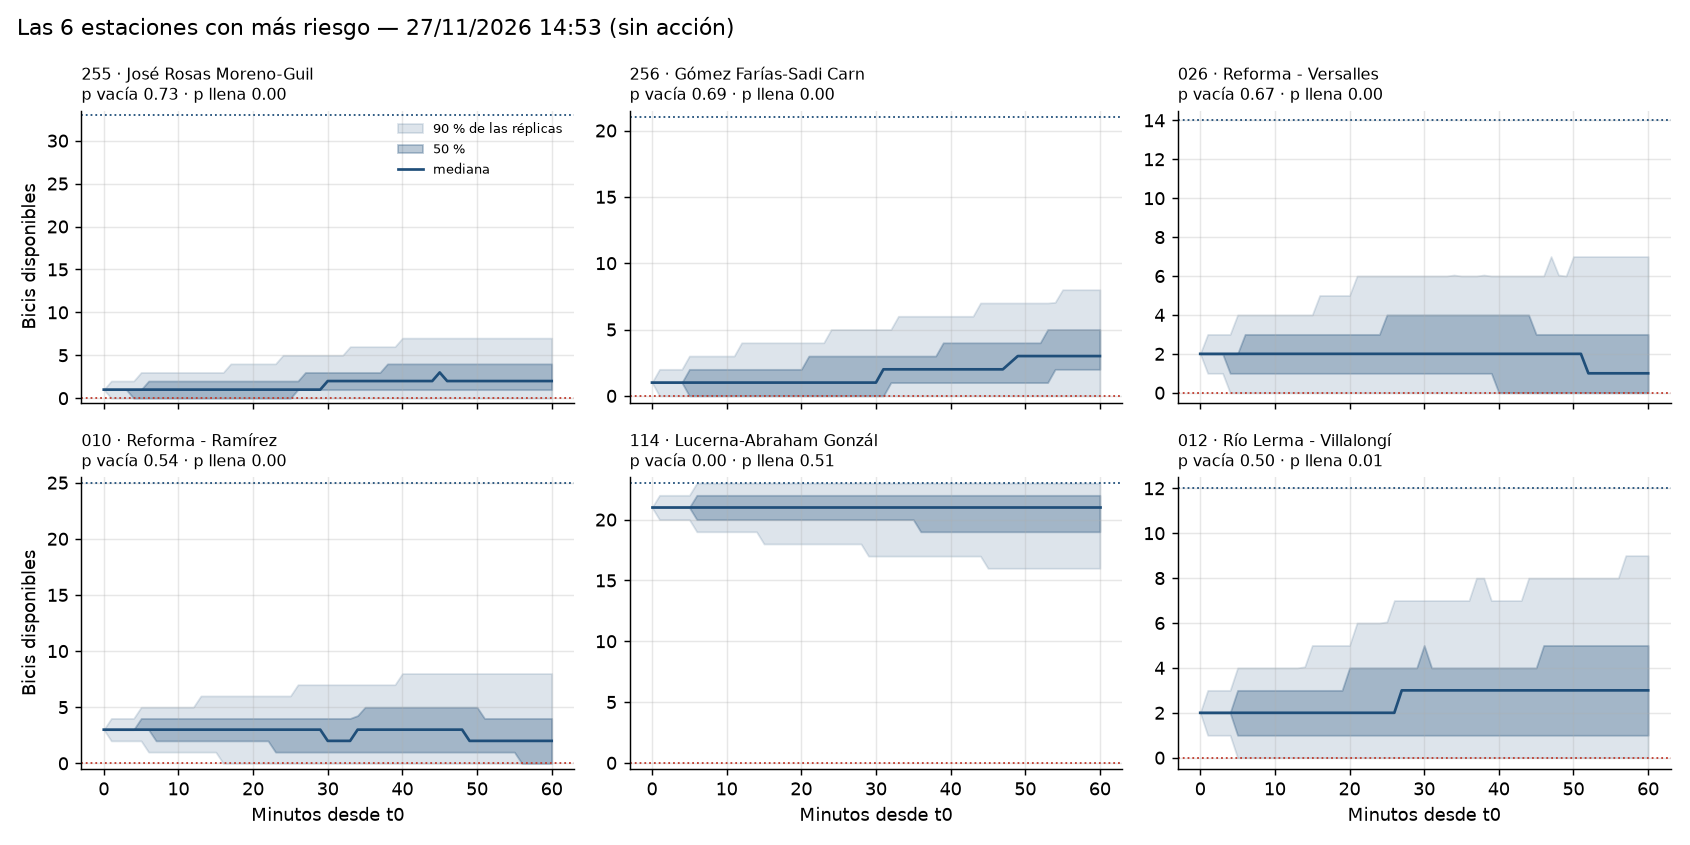 Las 6 estaciones con más riesgo — 27/11/2026 14:53 (sin acción)
255 · José Rosas Moreno-Guil
p vacía 0.73 · p llena 0.00
30
25
20
15
10
5
0
Bicis disponibles
90 % de las réplicas
50 %
mediana
256 · Gómez Farías-Sadi Carn
p vacía 0.69 · p llena 0.00
20
15
10
5
0
026 · Reforma - Versalles
p vacía 0.67 · p llena 0.00
14
12
10
8
6
4
2
0
010 · Reforma - Ramírez
p vacía 0.54 · p llena 0.00
25
20
15
10
5
0
Bicis disponibles
0 10 20 30 40 50 60
Minutos desde t0
114 · Lucerna-Abraham Gonzál
p vacía 0.00 · p llena 0.51
20
15
10
5
0
0 10 20 30 40 50 60
Minutos desde t0
012 · Río Lerma - Villalongí
p vacía 0.50 · p llena 0.01
12
10
8
6
4
2
0
0 10 20 30 40 50 60
Minutos desde t0